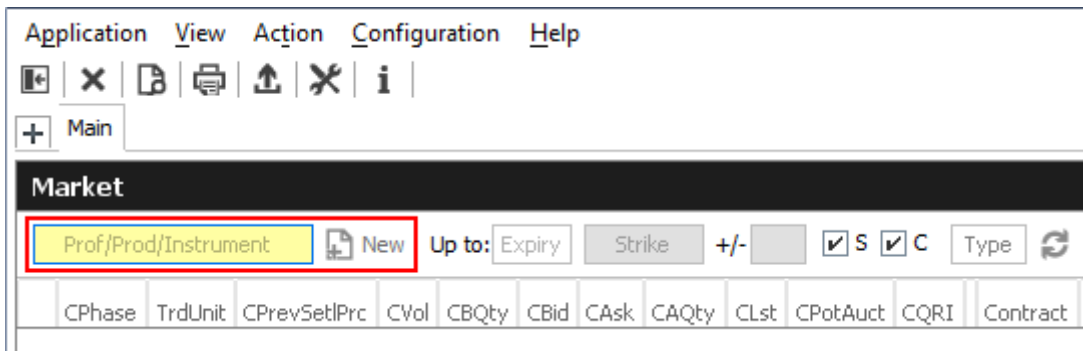 Application View Action Configuration Help
i
+ Main
Market
Prof/Prod/Instrument New Up to: Expiry Strike +/- S C Type
CPhase TrdUnit CPrevSetlPrc CVol CBQty CBid CAsk CAQty CLst CPotAuct CQRI Contract